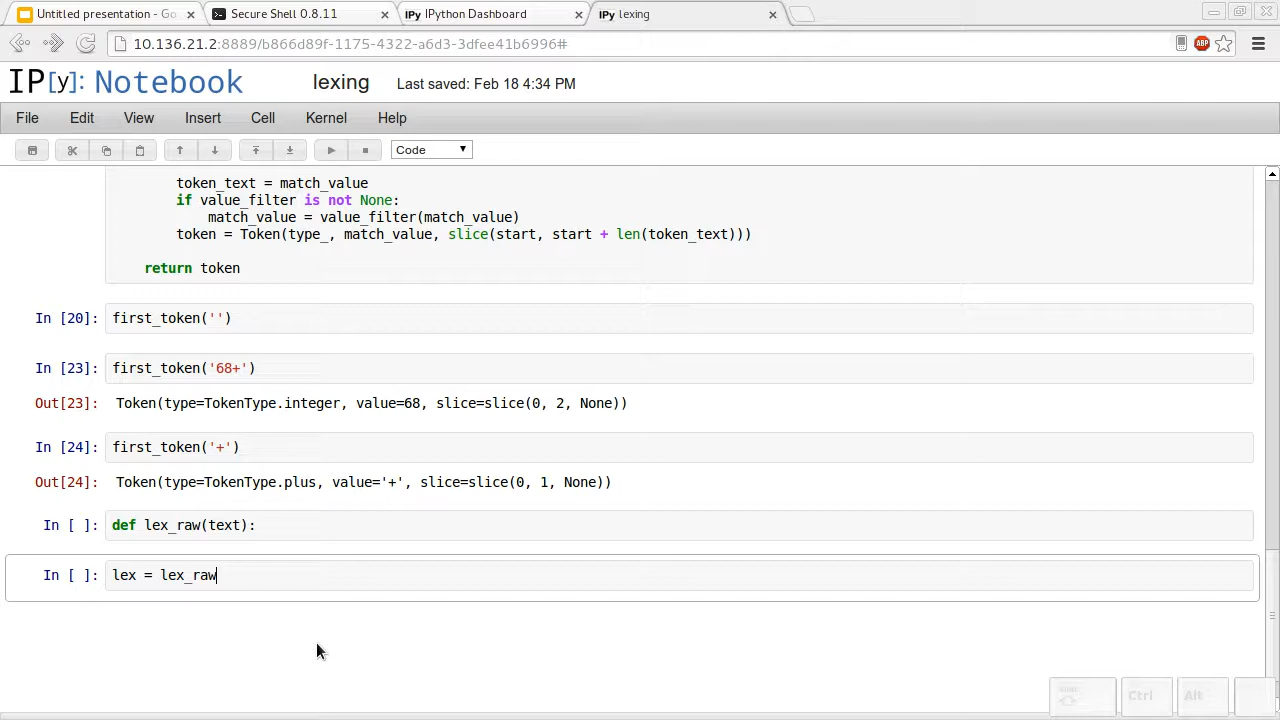 Untitled presentation - Go
Secure Shell 0.8.11
IPy IPython Dashboard
IPy lexing
10.136.21.2:8889/b866d89f-1175-4322-a6d3-3dfee41b6996#
ABP
IP[y]: Notebook
lexing
Last saved: Feb 18 4:34 PM
File Edit View Insert Cell Kernel Help
Code
token_text = match_value
if value_filter is not None:
match_value = value_filter(match_value)
token = Token(type_, match_value, slice(start, start + len(token_text)))
return token
In [20]: first_token('')
In [23]: first_token('68+')
Out[23]: Token(type=TokenType.integer, value=68, slice=slice(0, 2, None))
In [24]: first_token('+')
Out[24]: Token(type=TokenType.plus, value='+', slice=slice(0, 1, None))
In [ ]: def lex_raw(text):
In [ ]: lex = lex_raw
Ctrl Alt